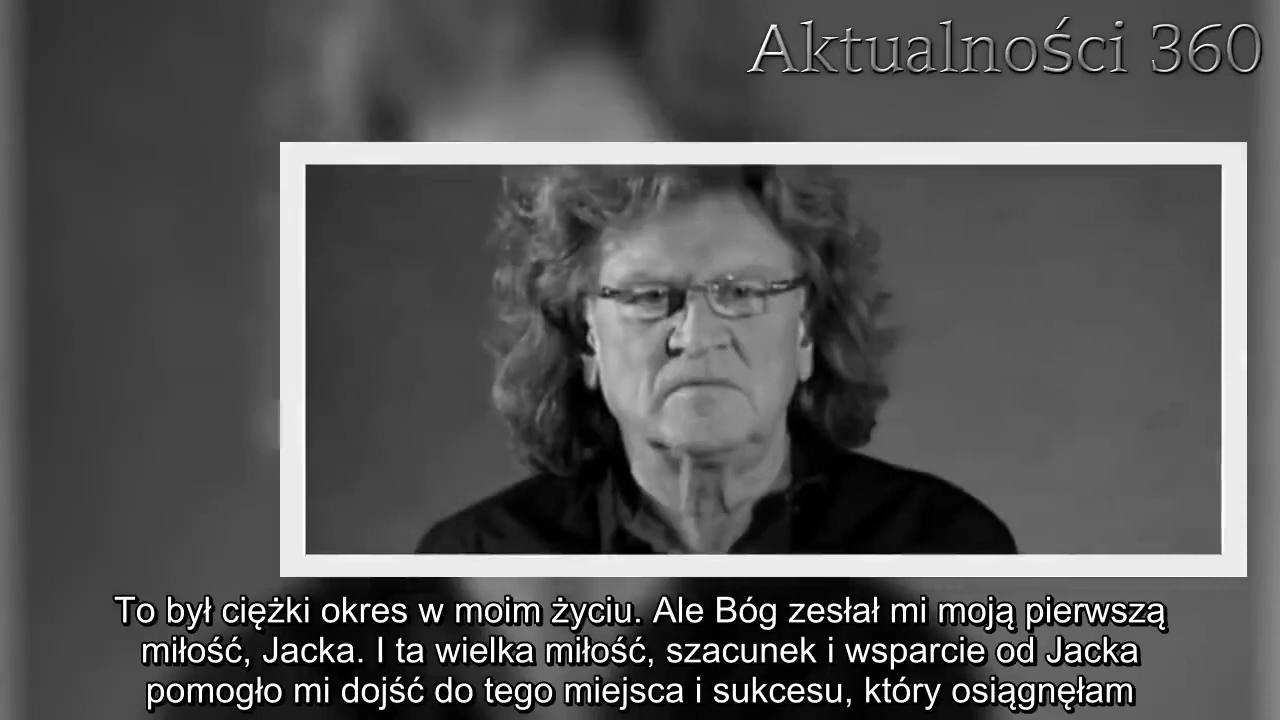 Aktualności 360
To był ciężki okres w moim życiu. Ale Bóg zesłał mi moją pierwszą
miłość, Jacka. I ta wielka miłość, szacunek i wsparcie od Jacka
pomogło mi dojść do tego miejsca i sukcesu, który osiągnęłam